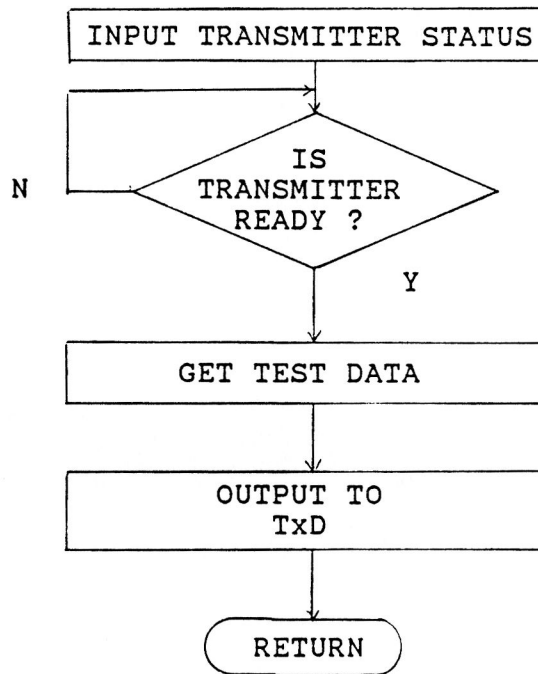 INPUT TRANSMITTER STATUS
IS
TRANSMITTER
READY ?
N
Y
GET TEST DATA
OUTPUT TO
TxD
RETURN